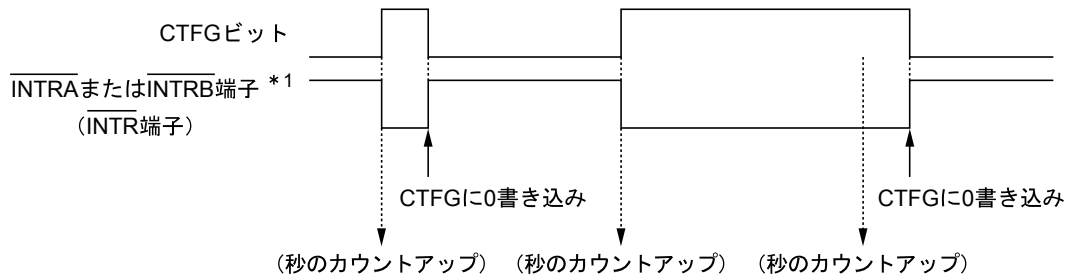 CTFGビット
INTRAまたはINTRB端子 *1
（INTR端子）
CTFGに0書き込み
CTFGに0書き込み
（秒のカウントアップ）
（秒のカウントアップ）
（秒のカウントアップ）